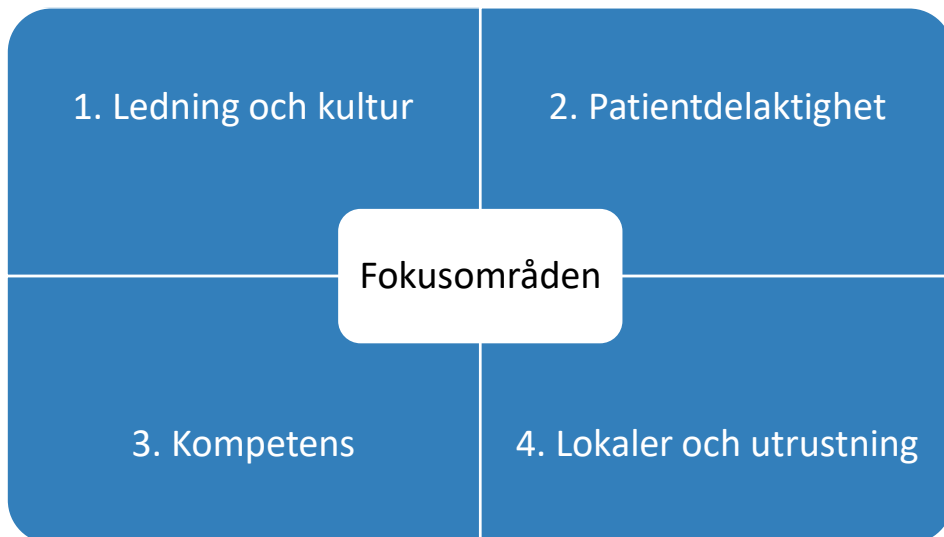 1. Ledning och kultur
2. Patientdelaktighet
Fokusområden
3. Kompetens
4. Lokaler och utrustning